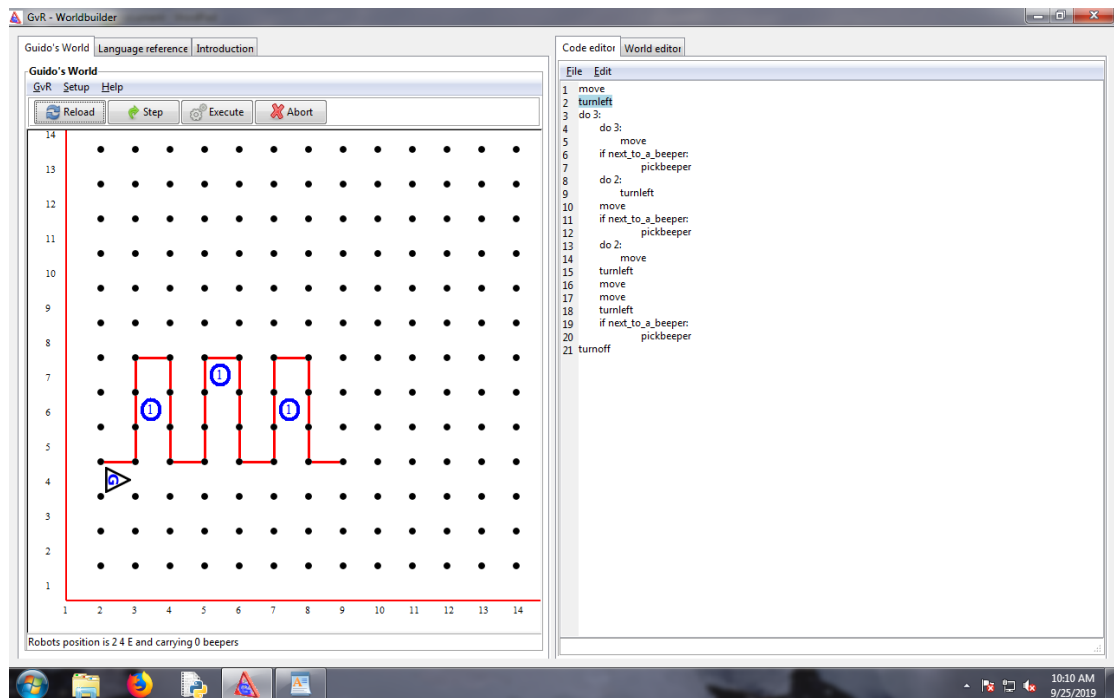 GvR - Worldbuilder
Guido's World Language reference Introduction
Guido's World
GvR Setup Help
Reload Step Execute Abort
14
13
12
11
10
9
8
7
6
5
4
3
2
1
1 2 3 4 5 6 7 8 9 10 11 12 13 14
1
1
1
G
Robots position is 2 4 E and carrying 0 beepers
Code editor World editor
File Edit
1 move
2 turnleft
3 do 3:
4 do 3:
5 move
6 if next_to_a_beeper:
7 pickbeeper
8 do 2:
9 turnleft
10 move
11 if next_to_a_beeper:
12 pickbeeper
13 do 2:
14 move
15 turnleft
16 move
17 move
18 turnleft
19 if next_to_a_beeper:
20 pickbeeper
21 turnoff
10:10 AM
9/25/2019